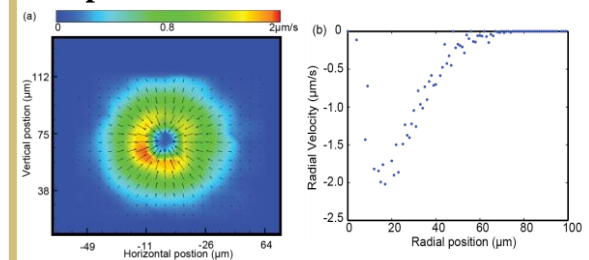 (a)
0 0.8 2µm/s
Vertical postion (µm)
112
75
38
-49 -11 -26 64
Horizontal postion (µm)
(b)
Radial Velocity (µm/s)
0
-0.5
-1.0
-1.5
-2.0
-2.5
0 20 40 60 80 100
Radial position (µm)